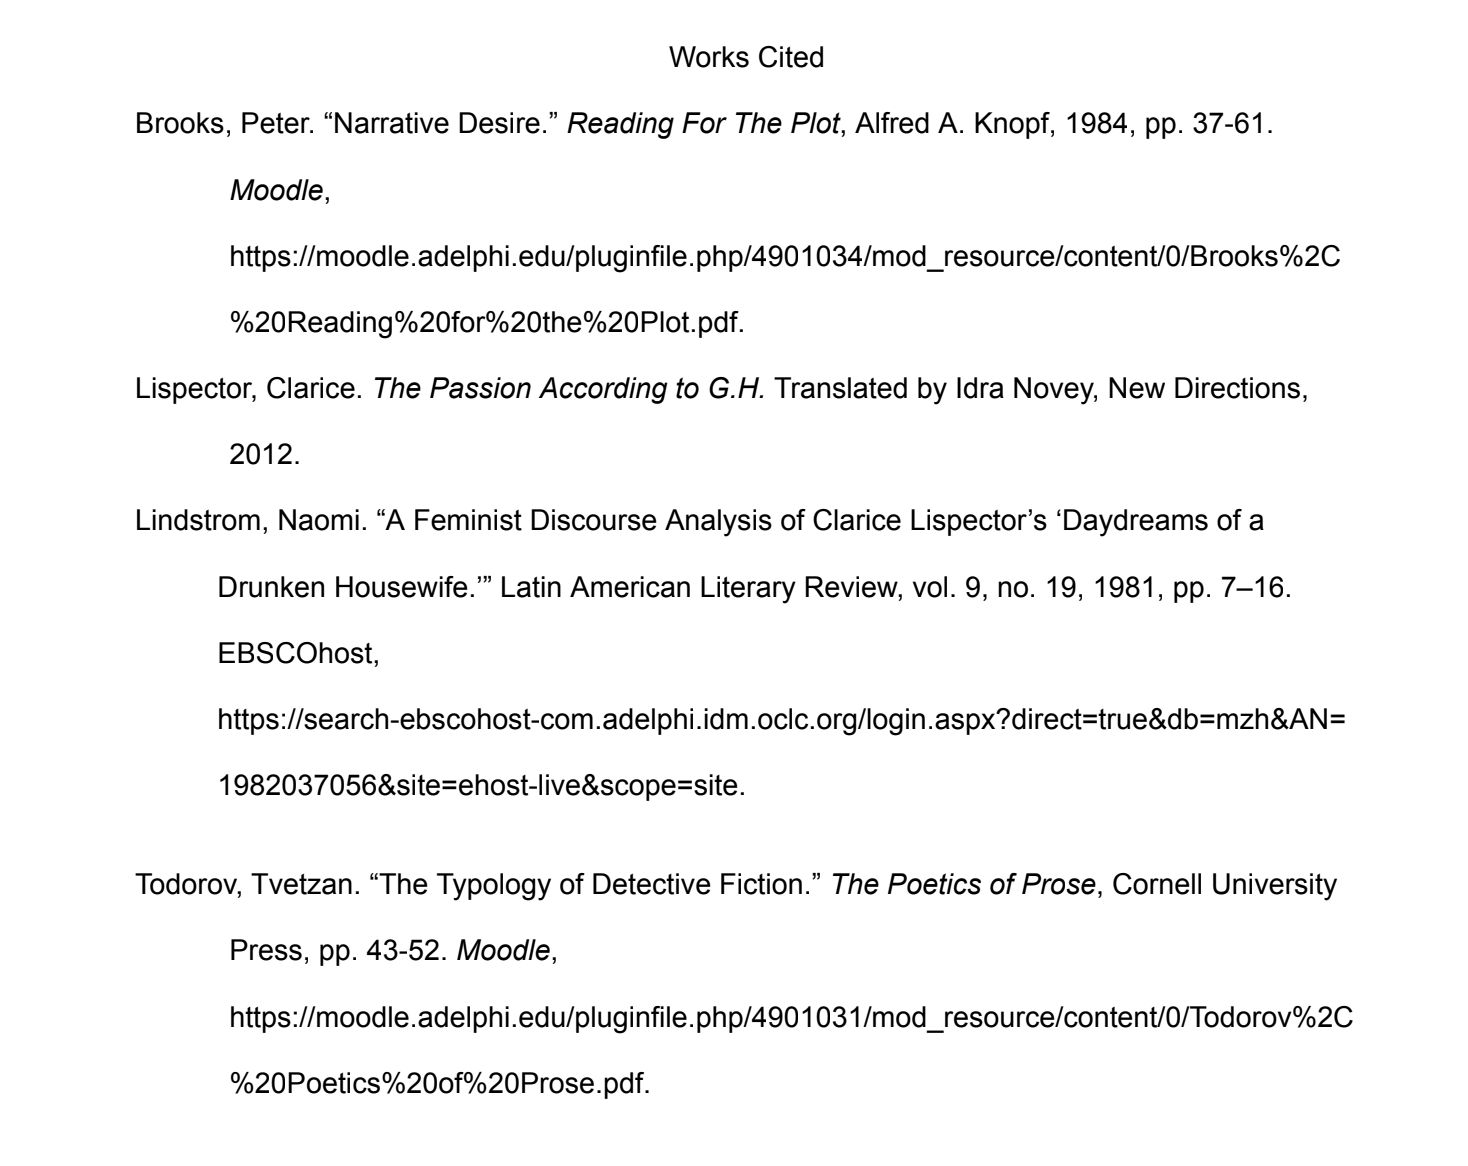 Works Cited
Brooks, Peter. “Narrative Desire.” Reading For The Plot, Alfred A. Knopf, 1984, pp. 37-61.
Moodle,
https://moodle.adelphi.edu/pluginfile.php/4901034/mod_resource/content/0/Brooks%2C
%20Reading%20for%20the%20Plot.pdf.
Lispector, Clarice. The Passion According to G.H. Translated by Idra Novey, New Directions,
2012.
Lindstrom, Naomi. “A Feminist Discourse Analysis of Clarice Lispector’s ‘Daydreams of a
Drunken Housewife.’” Latin American Literary Review, vol. 9, no. 19, 1981, pp. 7–16.
EBSCOhost,
https://search-ebscohost-com.adelphi.idm.oclc.org/login.aspx?direct=true&db=mzh&AN=
1982037056&site=ehost-live&scope=site.
Todorov, Tvetzan. “The Typology of Detective Fiction.” The Poetics of Prose, Cornell University
Press, pp. 43-52. Moodle,
https://moodle.adelphi.edu/pluginfile.php/4901031/mod_resource/content/0/Todorov%2C
%20Poetics%20of%20Prose.pdf.